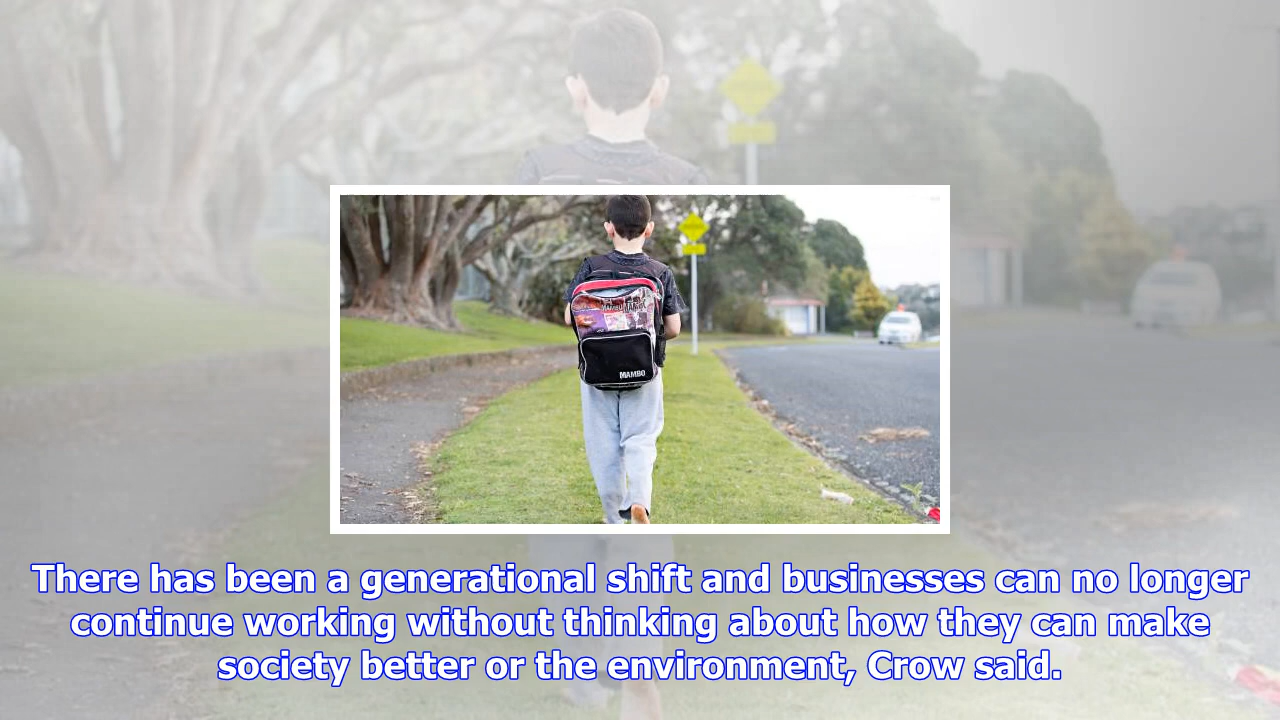 MAMBO
There has been a generational shift and businesses can no longer
continue working without thinking about how they can make
society better or the environment, Crow said.